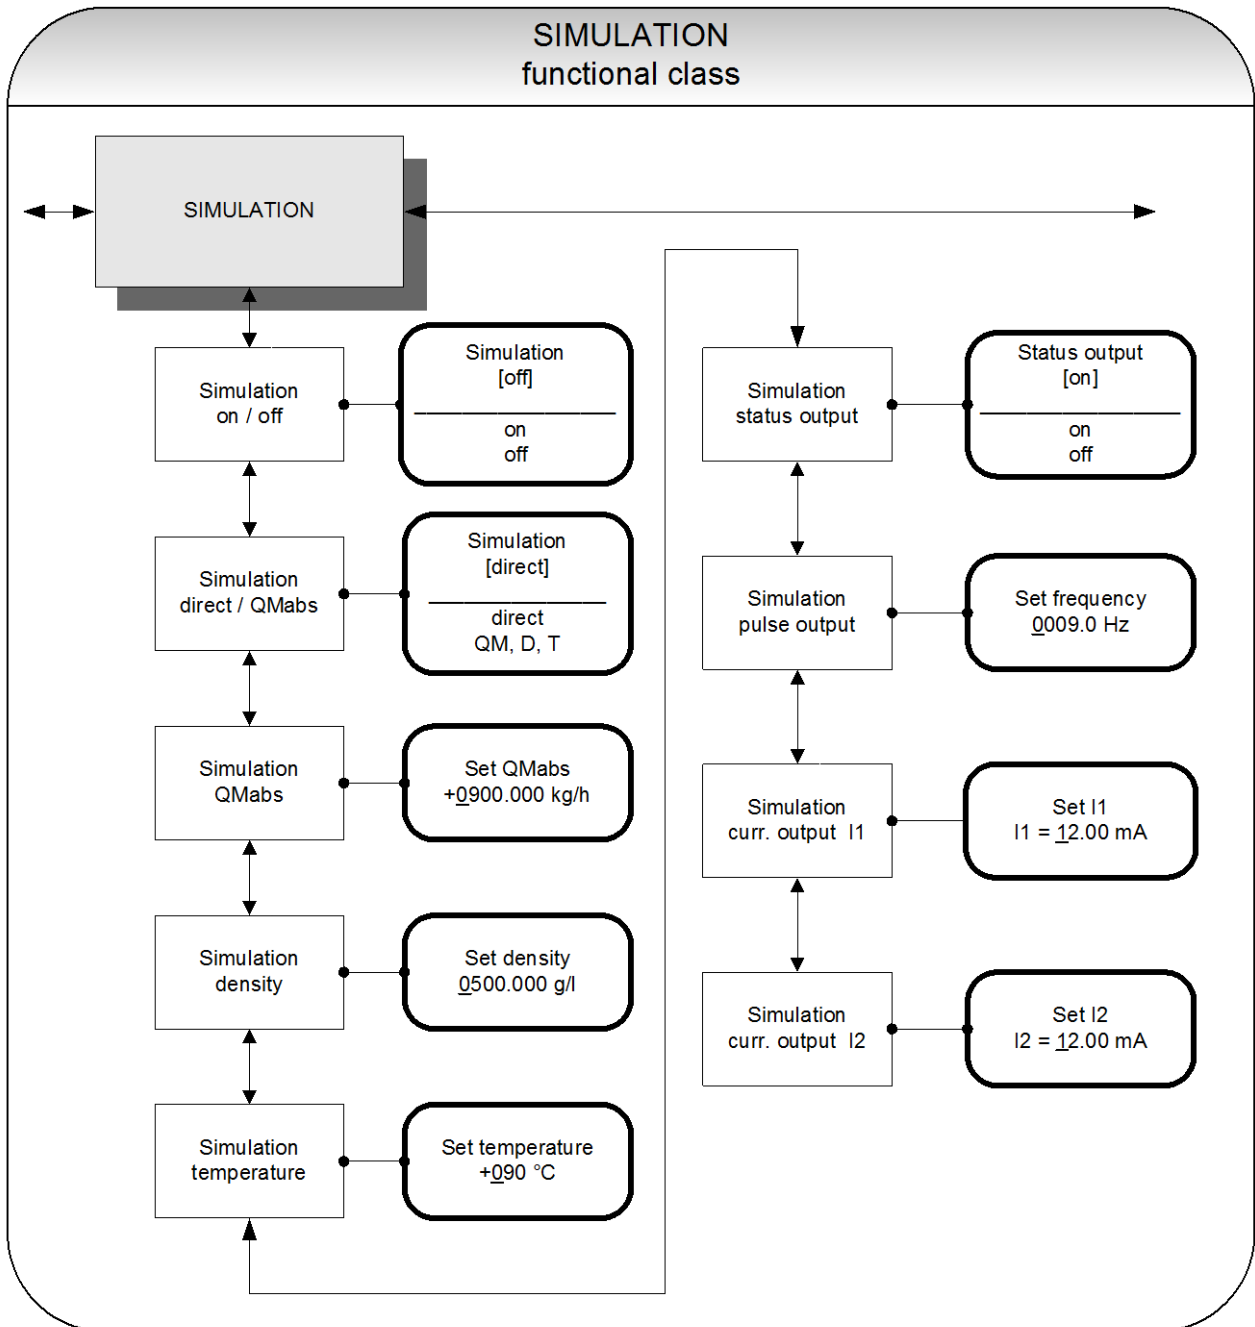 SIMULATION
functional class
SIMULATION
Simulation
on / off
Simulation
[off]
on
off
Simulation
direct / QMabs
Simulation
[direct]
direct
QM, D, T
Simulation
QMabs
Set QMabs
+0900.000 kg/h
Simulation
density
Set density
0500.000 g/l
Simulation
temperature
Set temperature
+090 °C
Simulation
status output
Status output
[on]
on
off
Simulation
pulse output
Set frequency
0009.0 Hz
Simulation
curr. output I1
Set I1
I1 = 12.00 mA
Simulation
curr. output I2
Set I2
I2 = 12.00 mA